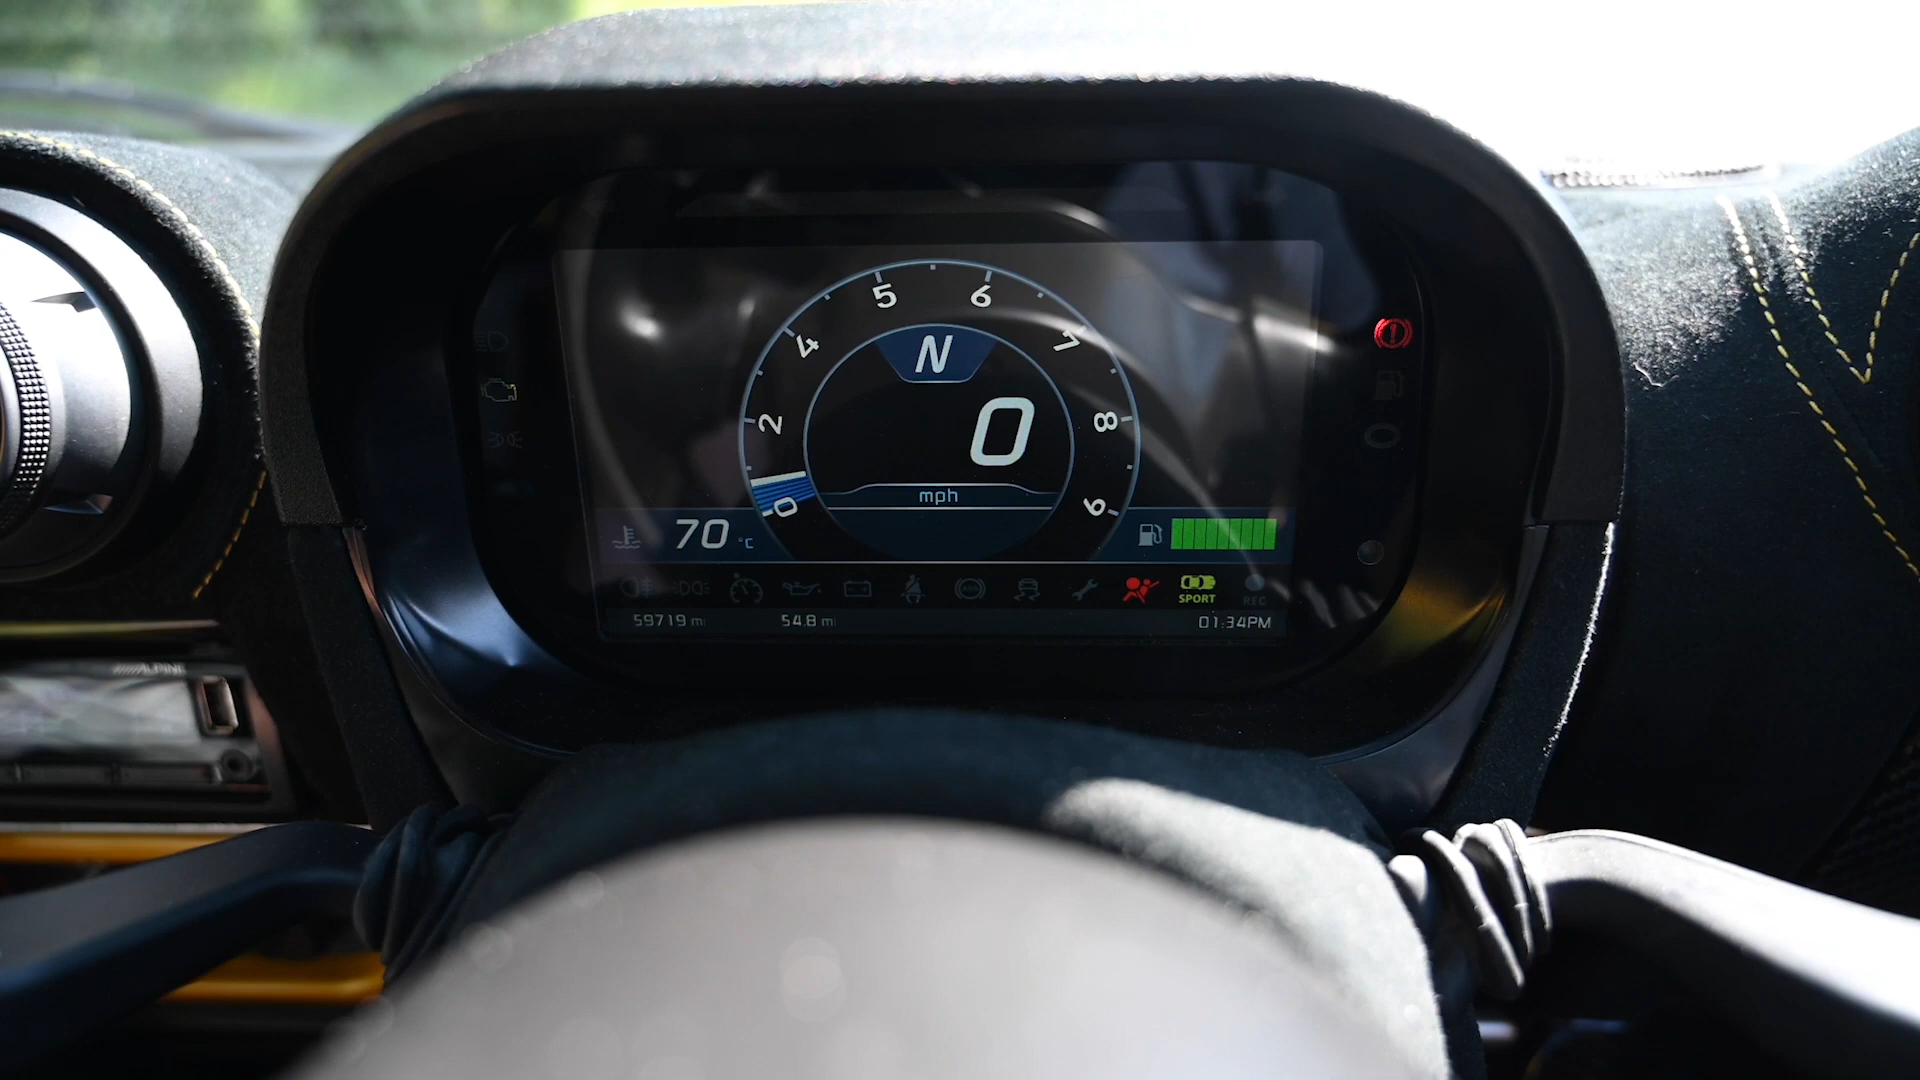 5 6
4 7
N
2 0 8
mph
0 9
70 °C
SPORT REC
59719 mi 54.8 mi 01:34PM
ALPINE